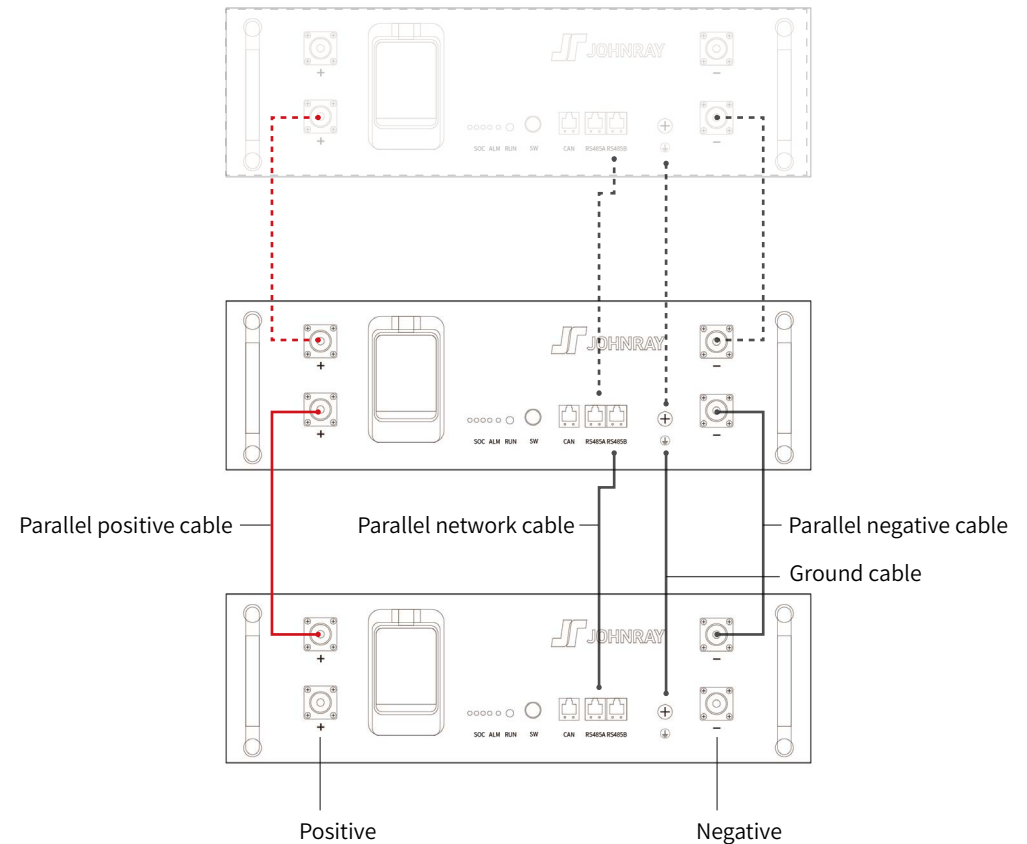 JOHNRAY
+
−
+
−
SOC ALM RUN SW CAN RS485A RS485B
JOHNRAY
+
−
+
−
SOC ALM RUN SW CAN RS485A RS485B
Parallel positive cable
Parallel network cable
Parallel negative cable
Ground cable
JOHNRAY
+
−
+
−
SOC ALM RUN SW CAN RS485A RS485B
Positive
Negative